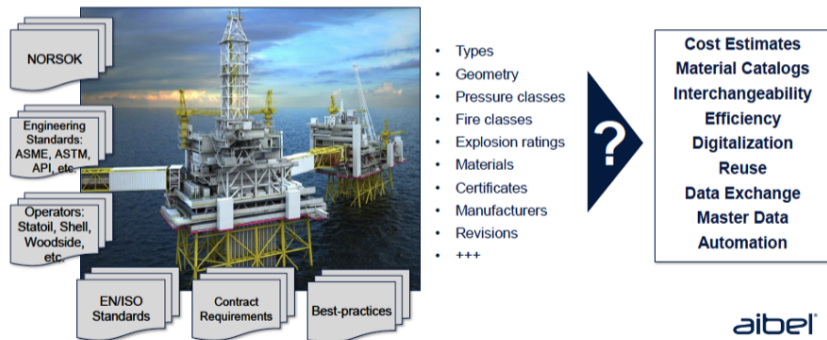 NORSOK
Engineering
Standards:
ASME, ASTM,
API, etc.
Operators:
Statoil, Shell,
Woodside,
etc.
EN/ISO
Standards
Contract
Requirements
Best-practices
• Types
• Geometry
• Pressure classes
• Fire classes
• Explosion ratings
• Materials
• Certificates
• Manufacturers
• Revisions
• +++
?
Cost Estimates
Material Catalogs
Interchangeability
Efficiency
Digitalization
Reuse
Data Exchange
Master Data
Automation
aibel